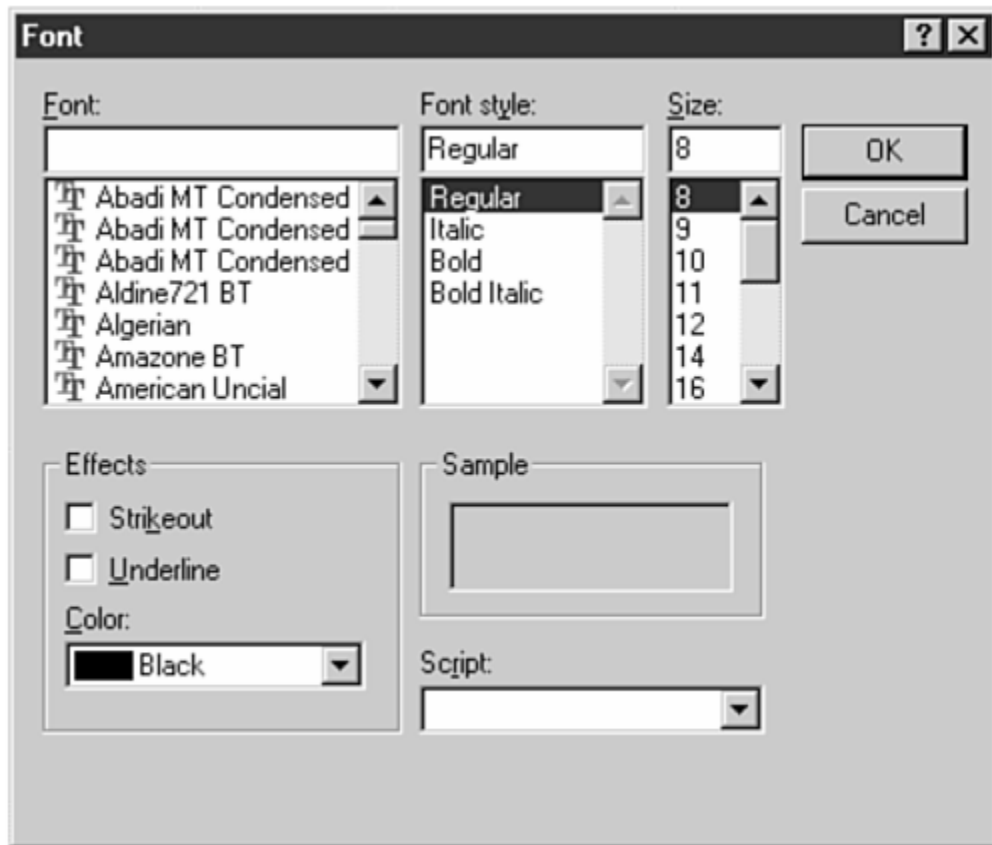 Font
Font:
Font style:
Size:
Regular
8
OK
Cancel
Abadi MT Condensed
Abadi MT Condensed
Abadi MT Condensed
Aldine721 BT
Algerian
Amazone BT
American Uncial
Regular
Italic
Bold
Bold Italic
8
9
10
11
12
14
16
Effects
Strikeout
Underline
Color:
Black
Sample
Script: